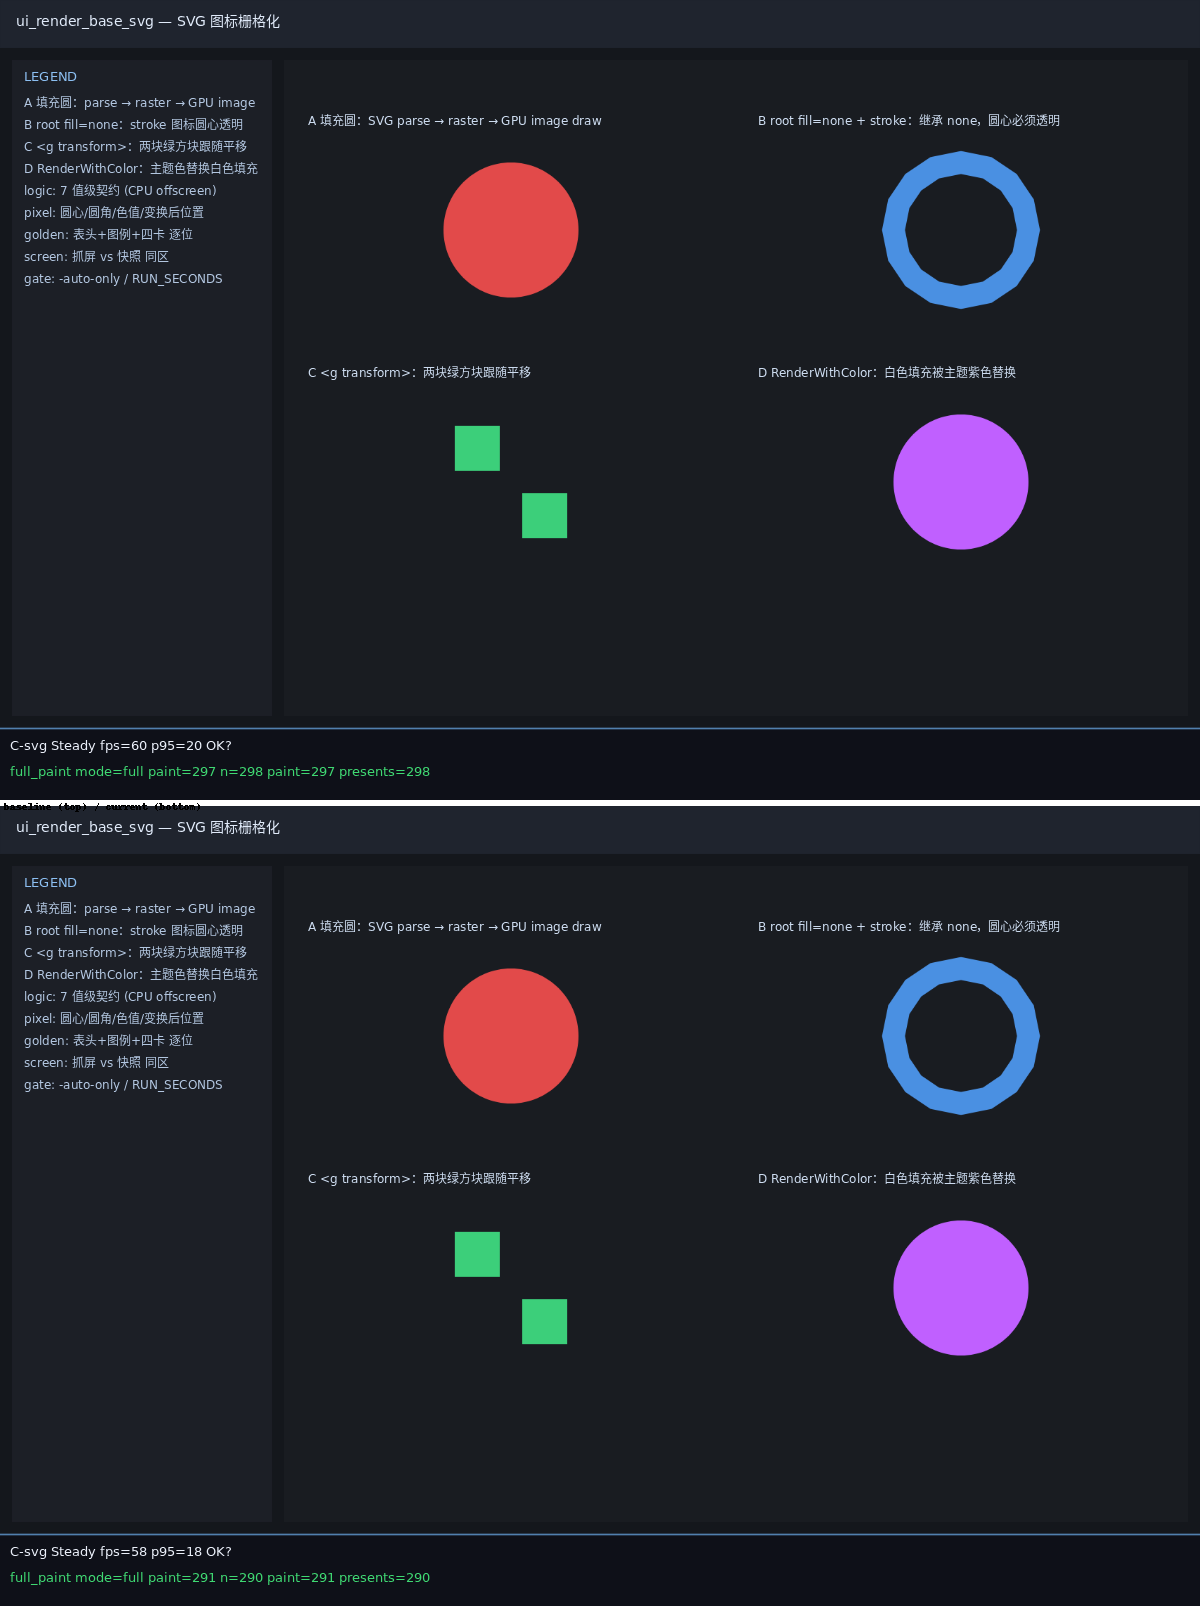 ui_render_base_svg — SVG 图标栅格化
LEGEND
A 填充圆：parse → raster → GPU image
B root fill=none：stroke 图标圆心透明
C <g transform>：两块绿方块跟随平移
D RenderWithColor：主题色替换白色填充
logic: 7 值级契约 (CPU offscreen)
pixel: 圆心/圆角/色值/变换后位置
golden: 表头+图例+四卡 逐位
screen: 抓屏 vs 快照 同区
gate: -auto-only / RUN_SECONDS
A 填充圆：SVG parse → raster → GPU image draw
B root fill=none + stroke：继承 none，圆心必须透明
C <g transform>：两块绿方块跟随平移
D RenderWithColor：白色填充被主题紫色替换
C-svg Steady fps=60 p95=20 OK?
full_paint mode=full paint=297 n=298 paint=297 presents=298
baseline (top) / current (bottom)
ui_render_base_svg — SVG 图标栅格化
LEGEND
A 填充圆：parse → raster → GPU image
B root fill=none：stroke 图标圆心透明
C <g transform>：两块绿方块跟随平移
D RenderWithColor：主题色替换白色填充
logic: 7 值级契约 (CPU offscreen)
pixel: 圆心/圆角/色值/变换后位置
golden: 表头+图例+四卡 逐位
screen: 抓屏 vs 快照 同区
gate: -auto-only / RUN_SECONDS
A 填充圆：SVG parse → raster → GPU image draw
B root fill=none + stroke：继承 none，圆心必须透明
C <g transform>：两块绿方块跟随平移
D RenderWithColor：白色填充被主题紫色替换
C-svg Steady fps=58 p95=18 OK?
full_paint mode=full paint=291 n=290 paint=291 presents=290